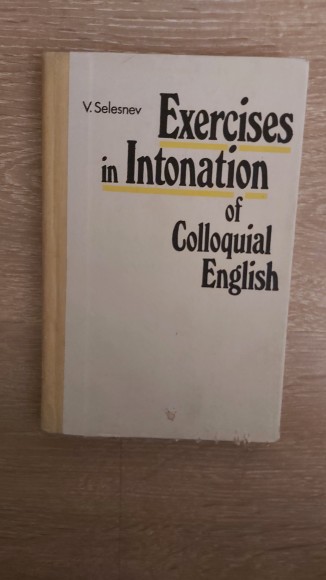 V. Selesnev
Exercises
in Intonation
of
Colloquial
English